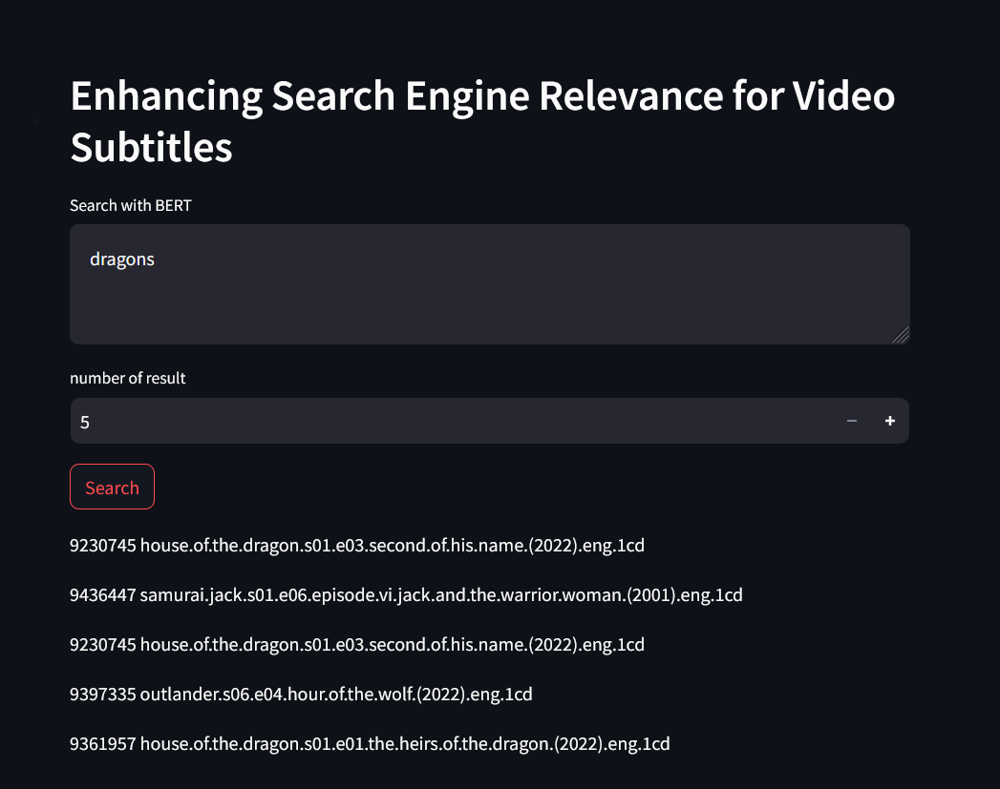 Enhancing Search Engine Relevance for Video
Subtitles
Search with BERT
dragons
number of result
5
Search
9230745 house.of.the.dragon.s01.e03.second.of.his.name.(2022).eng.1cd
9436447 samurai.jack.s01.e06.episode.vi.jack.and.the.warrior.woman.(2001).eng.1cd
9230745 house.of.the.dragon.s01.e03.second.of.his.name.(2022).eng.1cd
9397335 outlander.s06.e04.hour.of.the.wolf.(2022).eng.1cd
9361957 house.of.the.dragon.s01.e01.the.heirs.of.the.dragon.(2022).eng.1cd